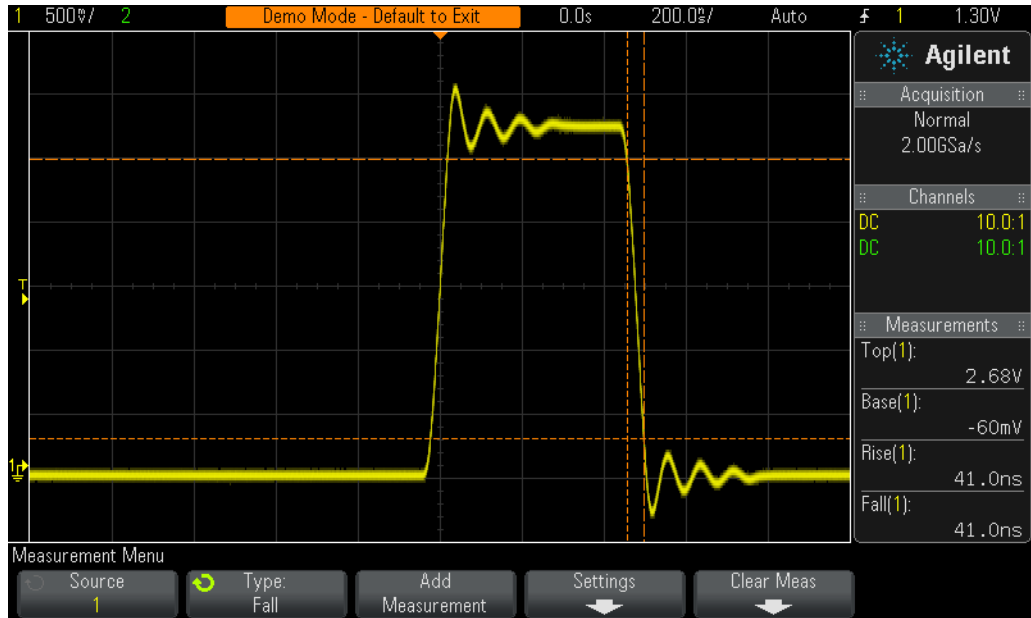 1 500mV/ 2 Demo Mode - Default to Exit 0.0s 200.0ns/ Auto 1 1.30V
Agilent
Acquisition
Normal
2.00GSa/s
Channels
DC 10.0:1
DC 10.0:1
T
Measurements
Top(1):
2.68V
Base(1):
-60mV
1
Rise(1):
41.0ns
Fall(1):
41.0ns
Measurement Menu
Source
1
Type:
Fall
Add
Measurement
Settings
Clear Meas